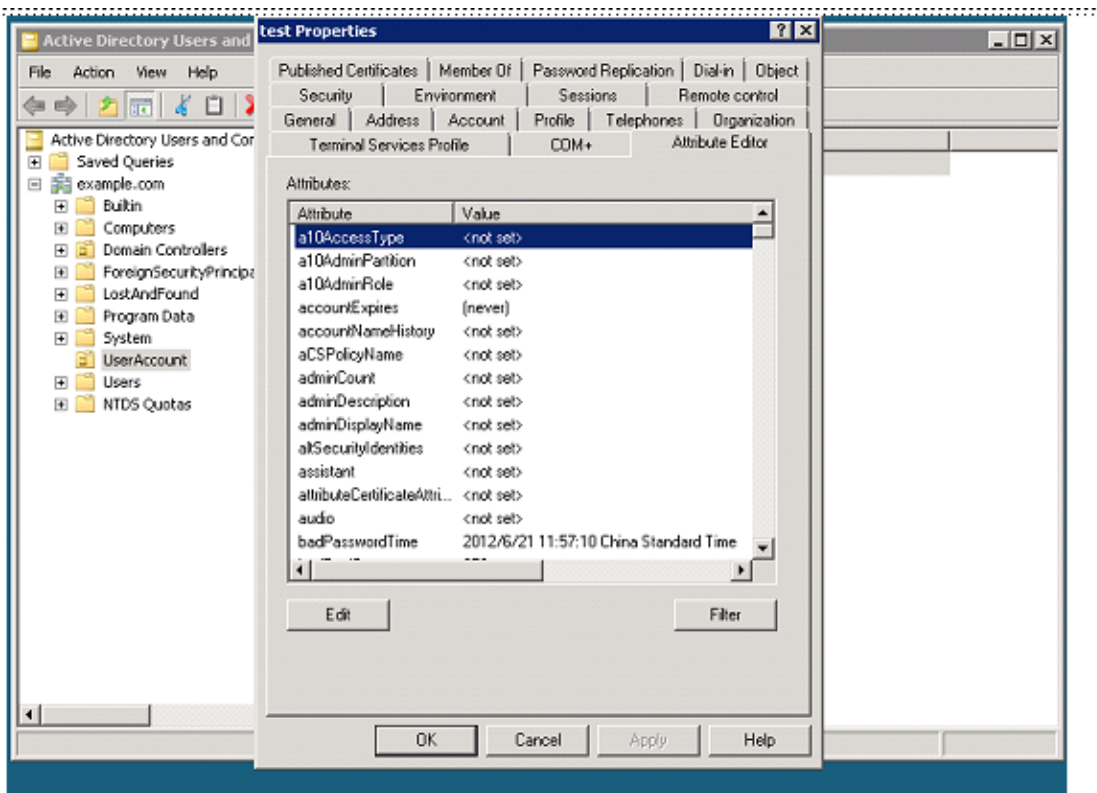 Active Directory Users and
File Action View Help
Active Directory Users and Cor
Saved Queries
example.com
Builtin
Computers
Domain Controllers
ForeignSecurityPrincipa
LostAndFound
Program Data
System
UserAccount
Users
NTDS Quotas
test Properties
Published Certificates Member Of Password Replication Dial-in Object
Security Environment Sessions Remote control
General Address Account Profile Telephones Organization
Terminal Services Profile COM+ Attribute Editor
Attributes:
Attribute Value
a10AccessType <not set>
a10AdminPartition <not set>
a10AdminRole <not set>
accountExpires (never)
accountNameHistory <not set>
aCSPolicyName <not set>
adminCount <not set>
adminDescription <not set>
adminDisplayName <not set>
altSecurityIdentities <not set>
assistant <not set>
attributeCertificateAttri... <not set>
audio <not set>
badPasswordTime 2012/6/21 11:57:10 China Standard Time
Edit Filter
OK Cancel Apply Help